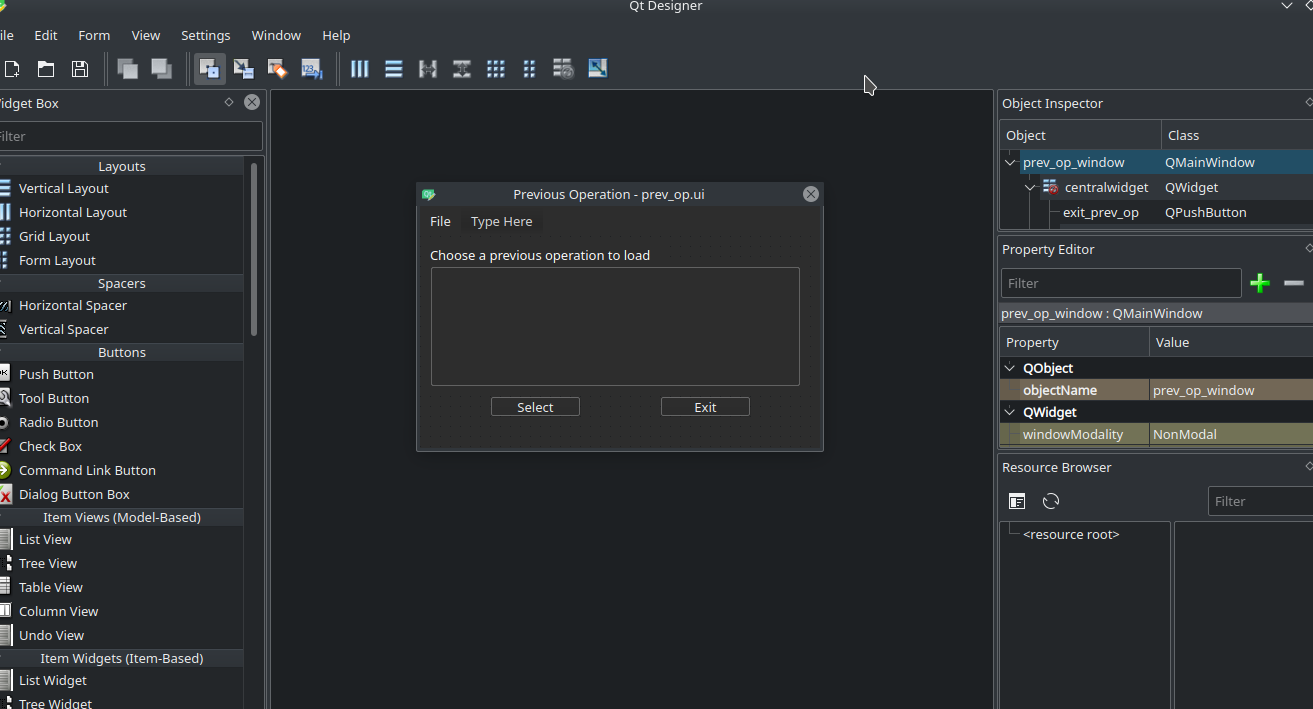 Qt Designer
ile Edit Form View Settings Window Help
123
idget Box
ilter
Layouts
Vertical Layout
Horizontal Layout
Grid Layout
Form Layout
Spacers
Horizontal Spacer
Vertical Spacer
Buttons
Push Button
Tool Button
Radio Button
Check Box
Command Link Button
Dialog Button Box
Item Views (Model-Based)
List View
Tree View
Table View
Column View
Undo View
Item Widgets (Item-Based)
List Widget
Tree Widget
Previous Operation - prev_op.ui
File Type Here
Choose a previous operation to load
Select Exit
Object Inspector
Object Class
prev_op_window QMainWindow
centralwidget QWidget
exit_prev_op QPushButton
Property Editor
Filter
prev_op_window : QMainWindow
Property Value
QObject
objectName prev_op_window
QWidget
windowModality NonModal
Resource Browser
Filter
<resource root>